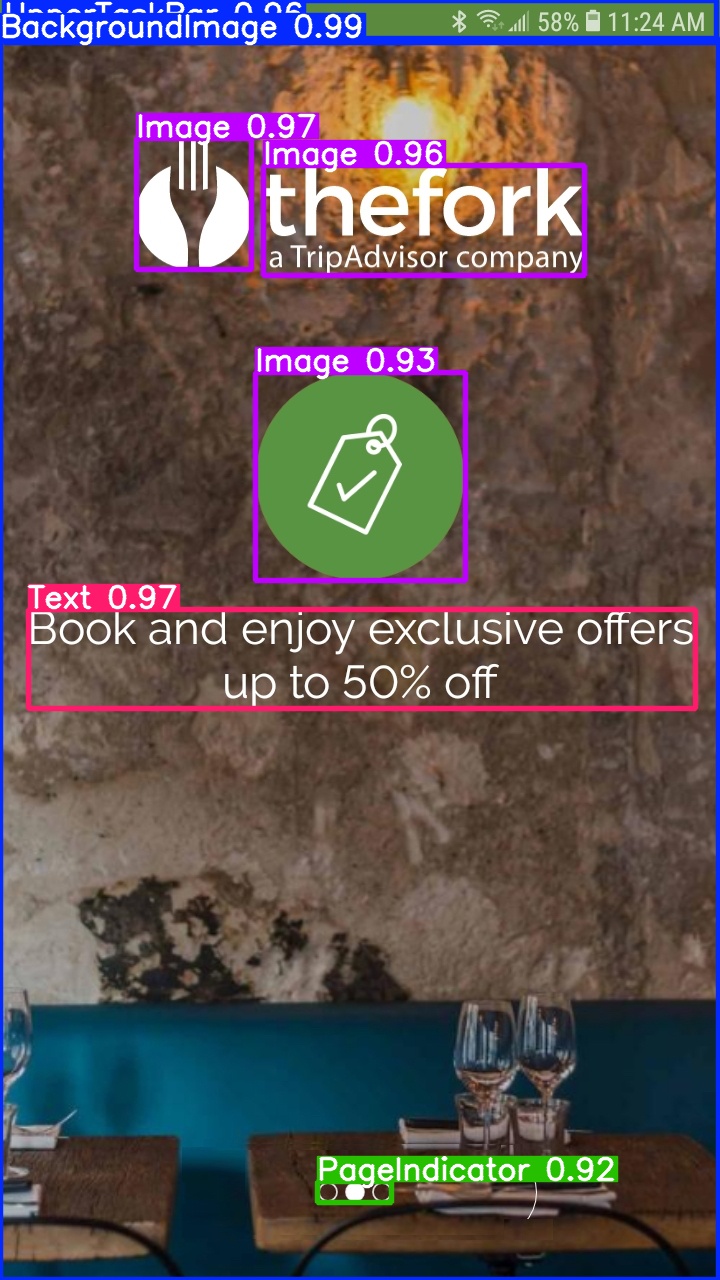 UpperTaskBar 0.96
BackgroundImage 0.99
58% 11:24 AM
Image 0.97
Image 0.96
thefork
a TripAdvisor company
Image 0.93
Text 0.97
Book and enjoy exclusive offers
up to 50% off
PageIndicator 0.92